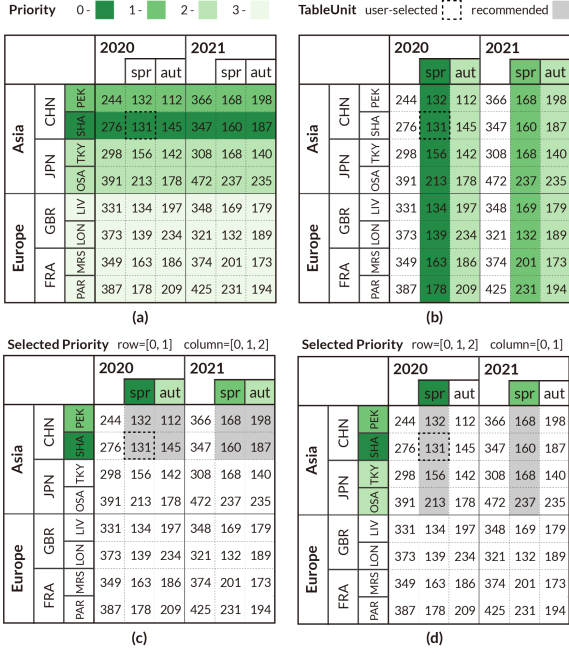 Priority 0 - 1 - 2 - 3 - TableUnit user-selected recommended
2020 2021
spr aut spr aut
Asia CHN PEK 244 132 112 366 168 198
SHA 276 131 145 347 160 187
JPN TKY 298 156 142 308 168 140
OSA 391 213 178 472 237 235
Europe GBR LIV 331 134 197 348 169 179
LON 373 139 234 321 132 189
FRA MRS 349 163 186 374 201 173
PAR 387 178 209 425 231 194
(a)
2020 2021
spr aut spr aut
Asia CHN PEK 244 132 112 366 168 198
SHA 276 131 145 347 160 187
JPN TKY 298 156 142 308 168 140
OSA 391 213 178 472 237 235
Europe GBR LIV 331 134 197 348 169 179
LON 373 139 234 321 132 189
FRA MRS 349 163 186 374 201 173
PAR 387 178 209 425 231 194
(b)
Selected Priority row=[0, 1] column=[0, 1, 2]
2020 2021
spr aut spr aut
Asia CHN PEK 244 132 112 366 168 198
SHA 276 131 145 347 160 187
JPN TKY 298 156 142 308 168 140
OSA 391 213 178 472 237 235
Europe GBR LIV 331 134 197 348 169 179
LON 373 139 234 321 132 189
FRA MRS 349 163 186 374 201 173
PAR 387 178 209 425 231 194
(c)
Selected Priority row=[0, 1, 2] column=[0, 1]
2020 2021
spr aut spr aut
Asia CHN PEK 244 132 112 366 168 198
SHA 276 131 145 347 160 187
JPN TKY 298 156 142 308 168 140
OSA 391 213 178 472 237 235
Europe GBR LIV 331 134 197 348 169 179
LON 373 139 234 321 132 189
FRA MRS 349 163 186 374 201 173
PAR 387 178 209 425 231 194
(d)